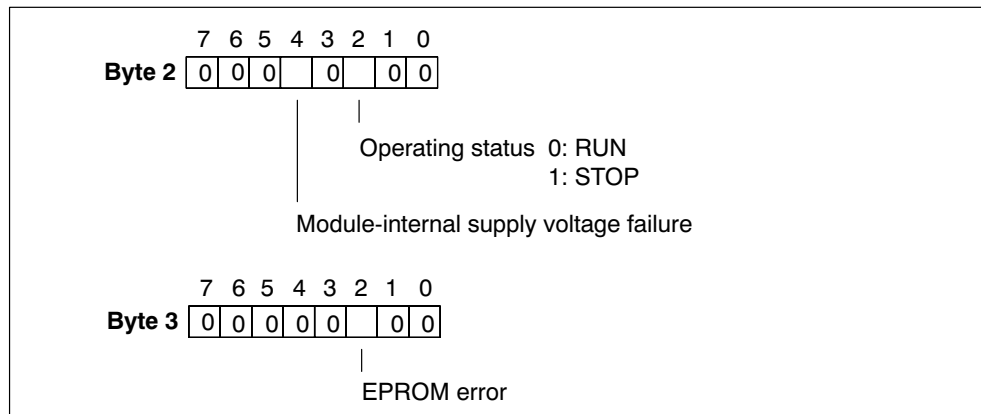 7 6 5 4 3 2 1 0
Byte 2 0 0 0 0 0 0
Operating status 0: RUN
1: STOP
Module-internal supply voltage failure
7 6 5 4 3 2 1 0
Byte 3 0 0 0 0 0 0 0
EPROM error